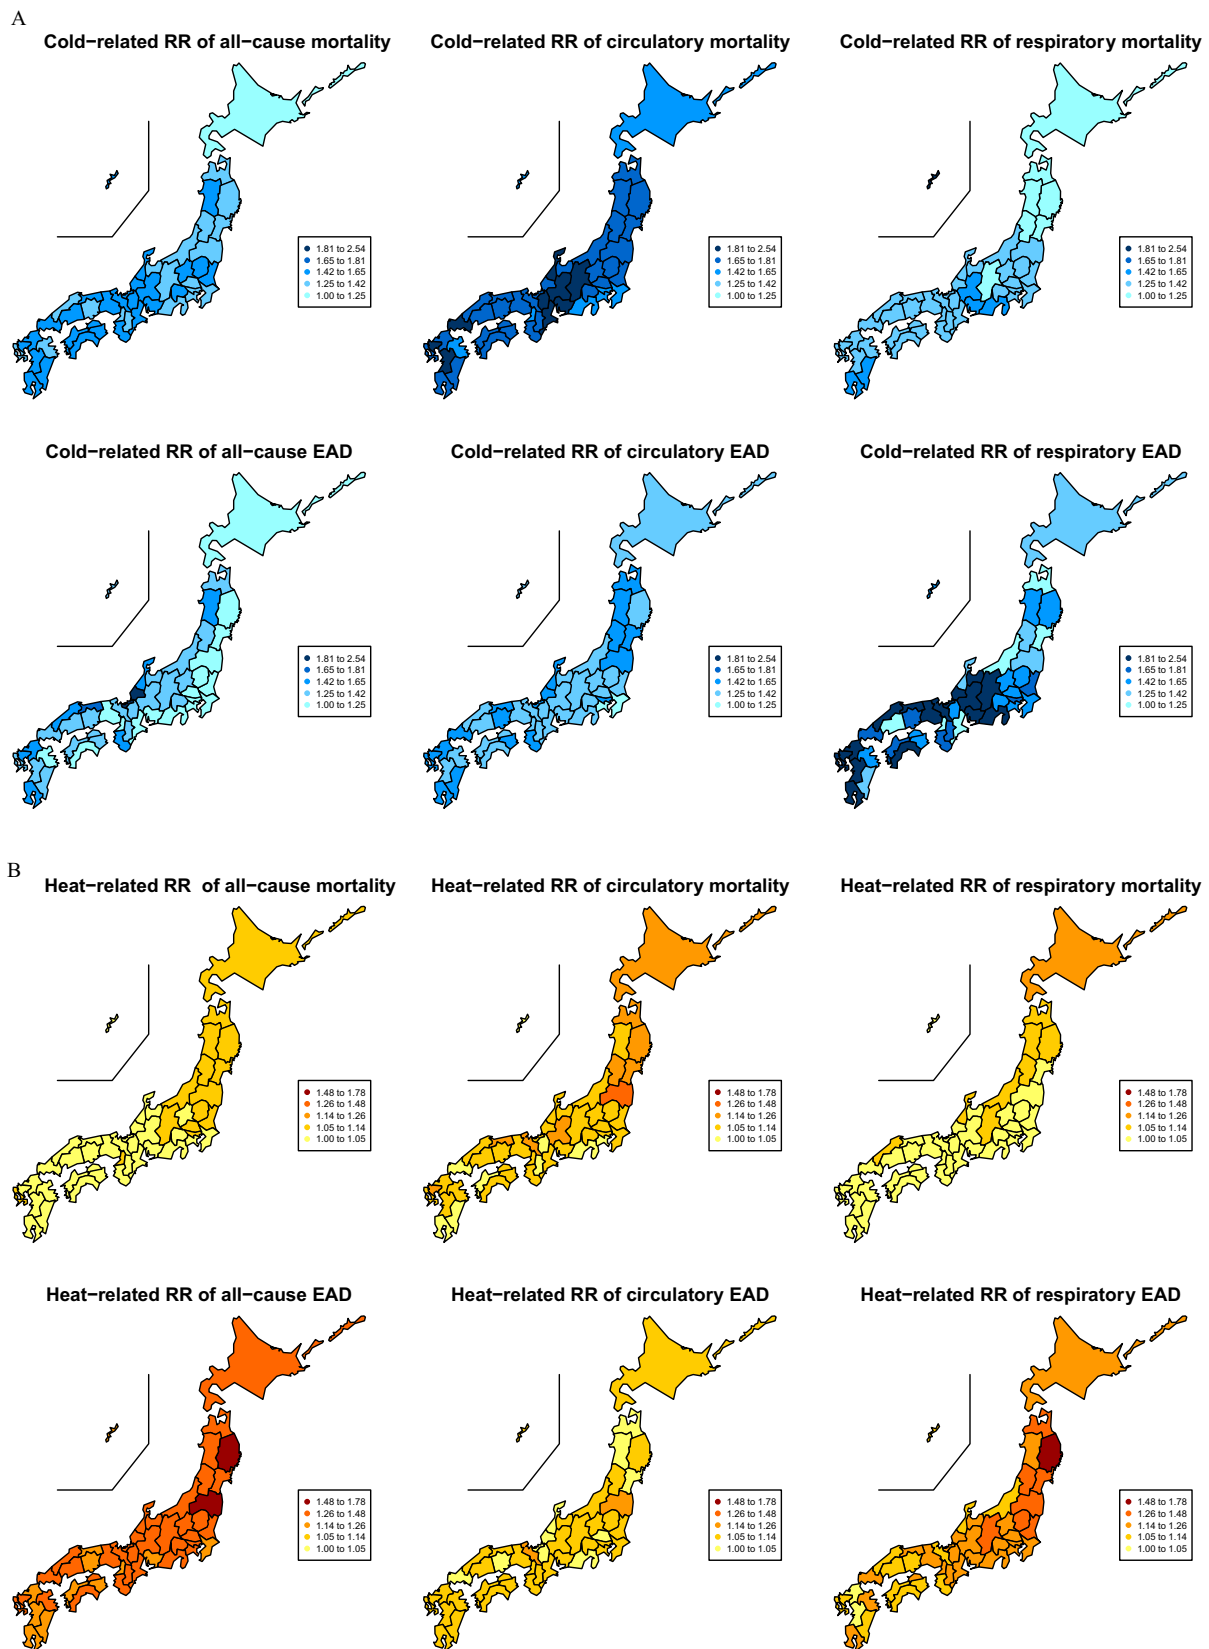 A
Cold−related RR of all−cause mortality
Cold−related RR of circulatory mortality
Cold−related RR of respiratory mortality
1.81 to 2.54
1.65 to 1.81
1.42 to 1.65
1.25 to 1.42
1.00 to 1.25
1.81 to 2.54
1.65 to 1.81
1.42 to 1.65
1.25 to 1.42
1.00 to 1.25
1.81 to 2.54
1.65 to 1.81
1.42 to 1.65
1.25 to 1.42
1.00 to 1.25
Cold−related RR of all−cause EAD
Cold−related RR of circulatory EAD
Cold−related RR of respiratory EAD
1.81 to 2.54
1.65 to 1.81
1.42 to 1.65
1.25 to 1.42
1.00 to 1.25
1.81 to 2.54
1.65 to 1.81
1.42 to 1.65
1.25 to 1.42
1.00 to 1.25
1.81 to 2.54
1.65 to 1.81
1.42 to 1.65
1.25 to 1.42
1.00 to 1.25
B
Heat−related RR of all−cause mortality
Heat−related RR of circulatory mortality
Heat−related RR of respiratory mortality
1.48 to 1.78
1.26 to 1.48
1.14 to 1.26
1.05 to 1.14
1.00 to 1.05
1.48 to 1.78
1.26 to 1.48
1.14 to 1.26
1.05 to 1.14
1.00 to 1.05
1.48 to 1.78
1.26 to 1.48
1.14 to 1.26
1.05 to 1.14
1.00 to 1.05
Heat−related RR of all−cause EAD
Heat−related RR of circulatory EAD
Heat−related RR of respiratory EAD
1.48 to 1.78
1.26 to 1.48
1.14 to 1.26
1.05 to 1.14
1.00 to 1.05
1.48 to 1.78
1.26 to 1.48
1.14 to 1.26
1.05 to 1.14
1.00 to 1.05
1.48 to 1.78
1.26 to 1.48
1.14 to 1.26
1.05 to 1.14
1.00 to 1.05